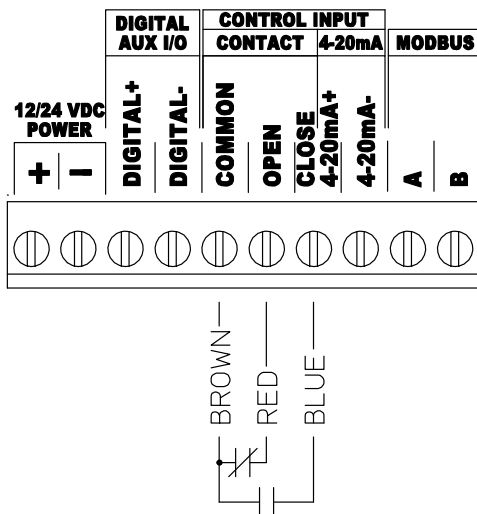 DIGITAL
AUX I/O
CONTROL INPUT
CONTACT
4-20mA
MODBUS
12/24 VDC
POWER
+
−
DIGITAL+
DIGITAL-
COMMON
OPEN
CLOSE
4-20mA+
4-20mA-
A
B
BROWN
RED
BLUE